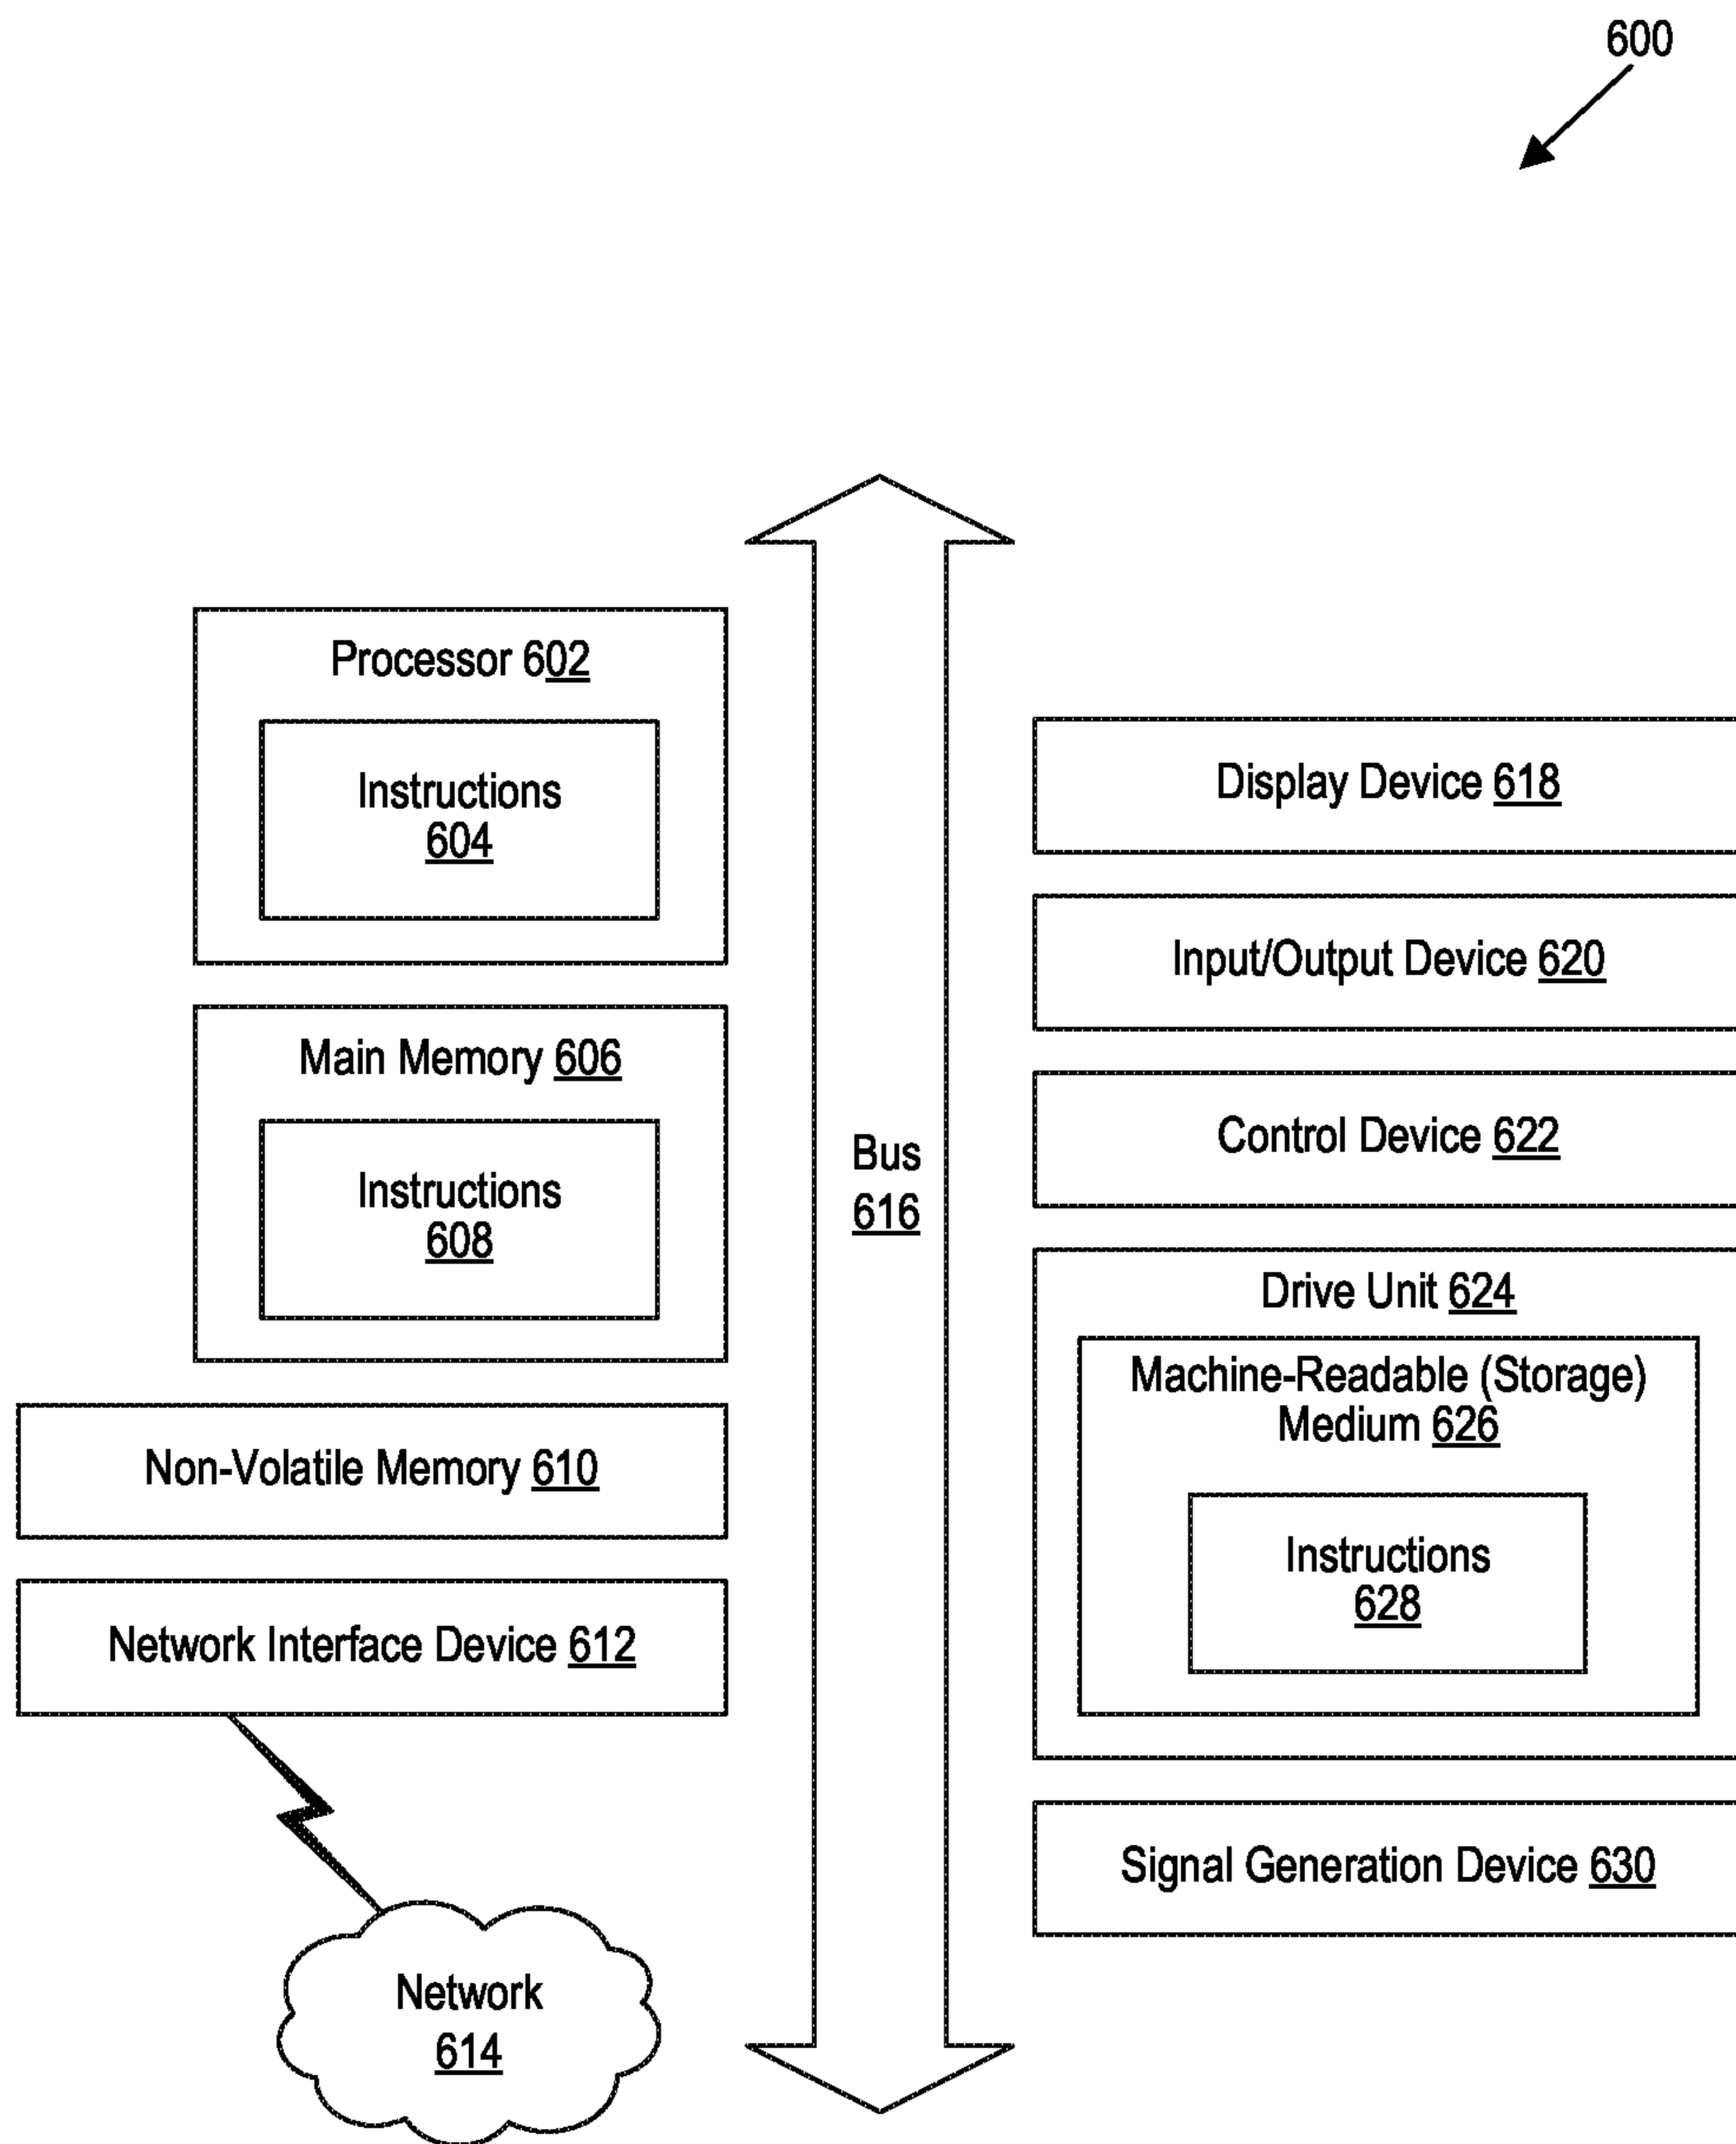 600
Processor 602
Instructions
604
Main Memory 606
Instructions
608
Non-Volatile Memory 610
Network Interface Device 612
Network
614
Bus
616
Display Device 618
Input/Output Device 620
Control Device 622
Drive Unit 624
Machine-Readable (Storage)
Medium 626
Instructions
628
Signal Generation Device 630